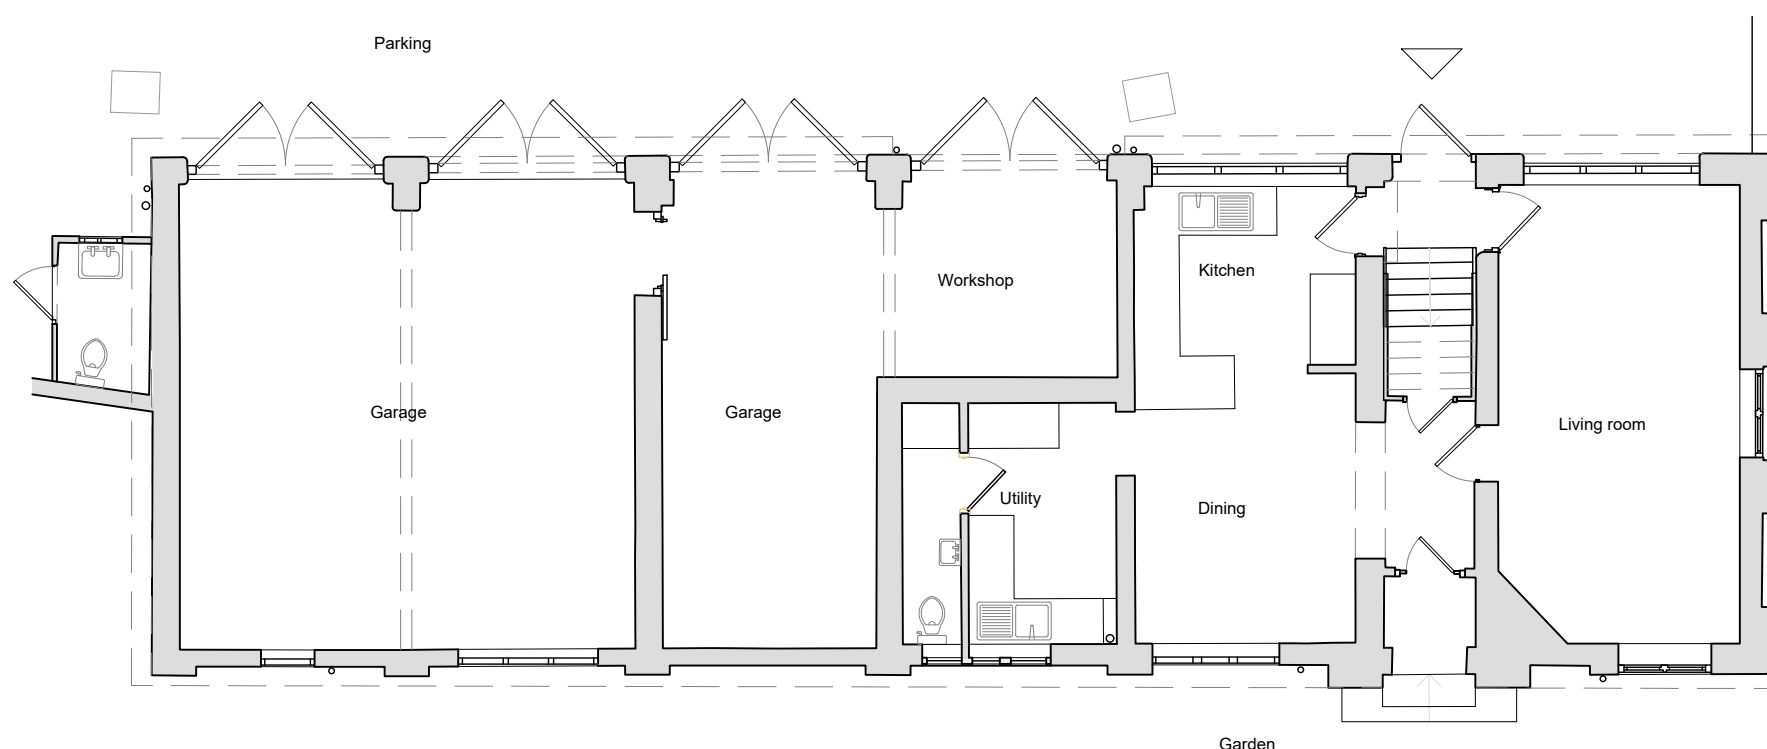 Parking
Workshop
Kitchen
Garage
Garage
Living room
Utility
Dining
Garden